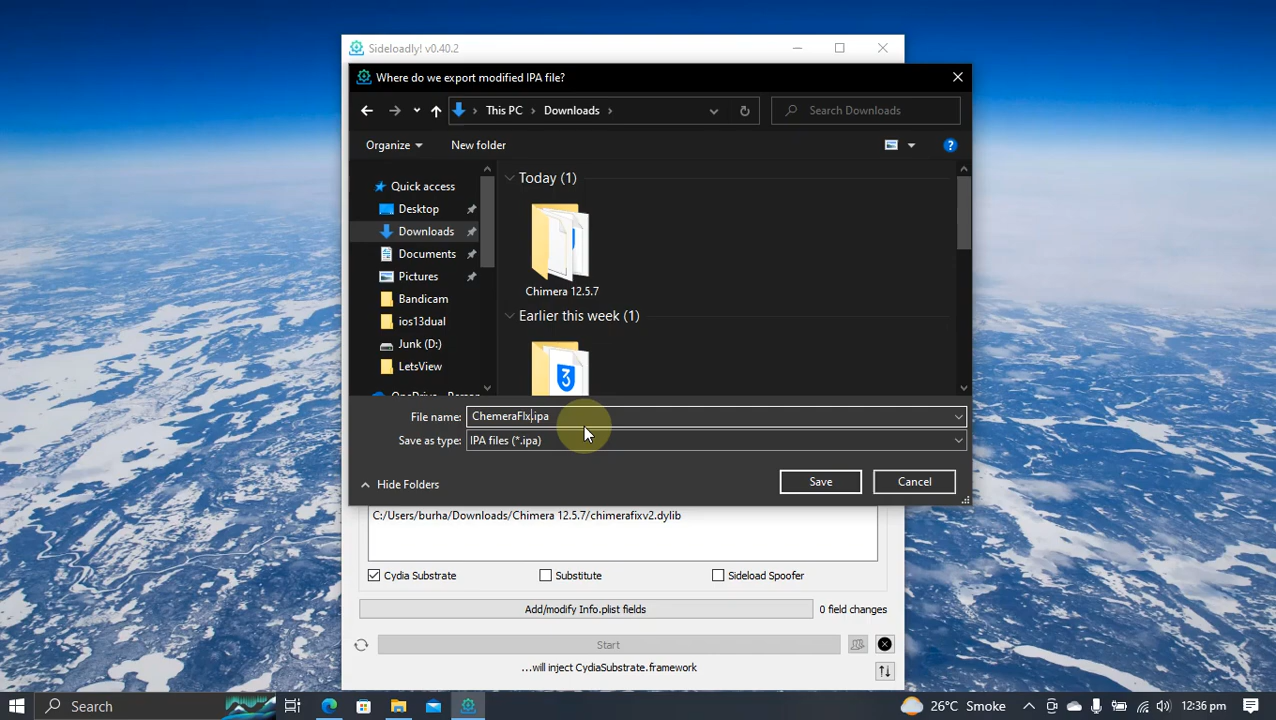 Sideloadly! v0.40.2
Where do we export modified IPA file?
This PC
Downloads
Search Downloads
Organize
New folder
Quick access
Desktop
Downloads
Documents
Pictures
Bandicam
ios13dual
Junk (D:)
LetsView
Today (1)
Chimera 12.5.7
Earlier this week (1)
3
File name:
ChemeraFIx.ipa
Save as type:
IPA files (*.ipa)
Hide Folders
Save
Cancel
C:/Users/burha/Downloads/Chimera 12.5.7/chimerafixv2.dylib
Cydia Substrate
Substitute
Sideload Spoofer
Add/modify Info.plist fields
0 field changes
Start
...will inject CydiaSubstrate.framework
Search
26°C Smoke
12:36 pm